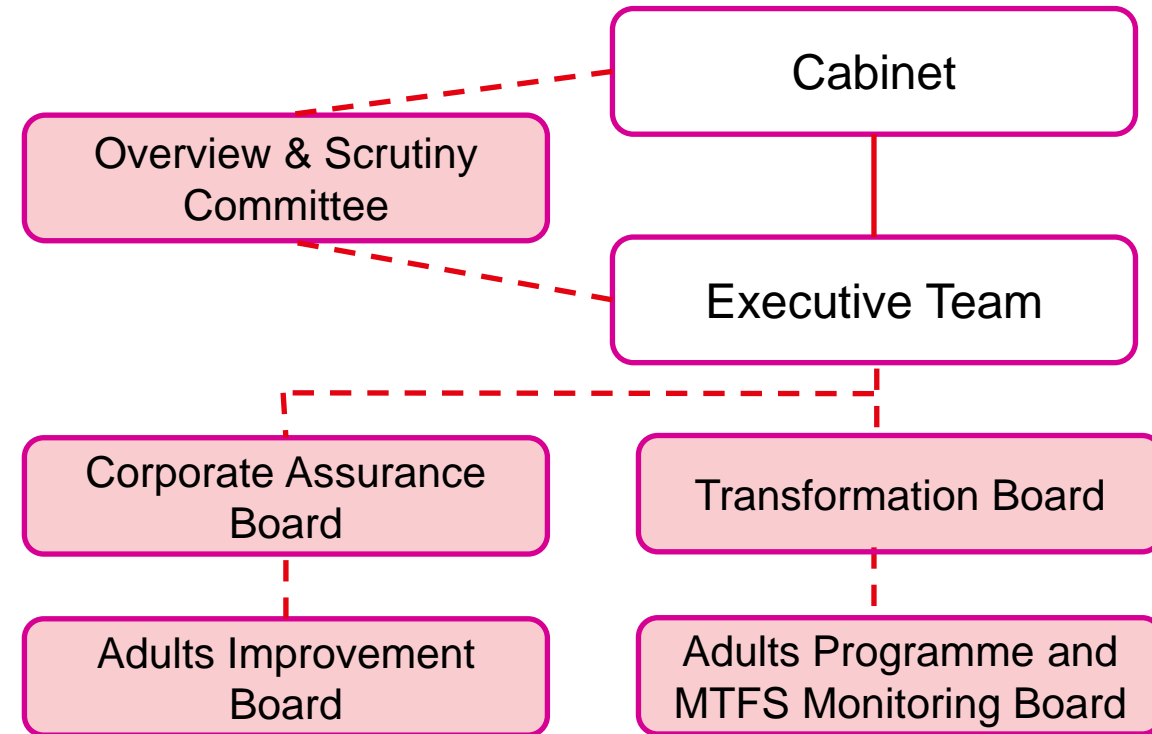 Cabinet
Overview & Scrutiny
Committee
Executive Team
Corporate Assurance
Board
Transformation Board
Adults Improvement
Board
Adults Programme and
MTFS Monitoring Board